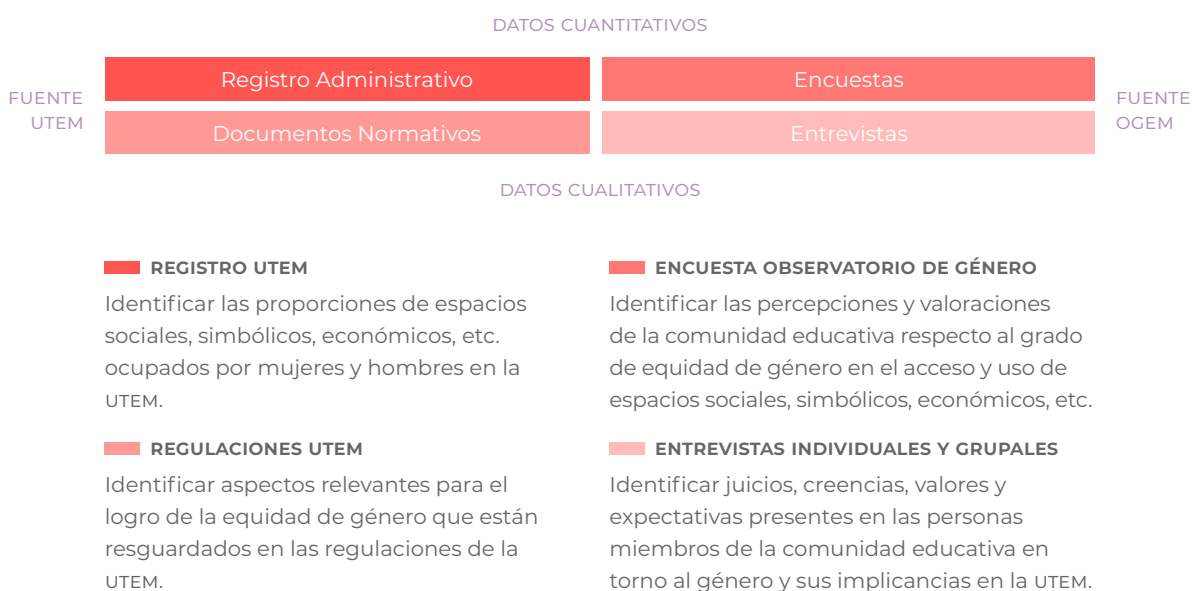 DATOS CUANTITATIVOS
FUENTE
UTEM
Registro Administrativo
Encuestas
Documentos Normativos
Entrevistas
FUENTE
OGEM
DATOS CUALITATIVOS
REGISTRO UTEM
Identificar las proporciones de espacios
sociales, simbólicos, económicos, etc.
ocupados por mujeres y hombres en la
UTEM.
ENCUESTA OBSERVATORIO DE GÉNERO
Identificar las percepciones y valoraciones
de la comunidad educativa respecto al grado
de equidad de género en el acceso y uso de
espacios sociales, simbólicos, económicos, etc.
REGULACIONES UTEM
Identificar aspectos relevantes para el
logro de la equidad de género que están
resguardados en las regulaciones de la
UTEM.
ENTREVISTAS INDIVIDUALES Y GRUPALES
Identificar juicios, creencias, valores y
expectativas presentes en las personas
miembros de la comunidad educativa en
torno al género y sus implicancias en la UTEM.